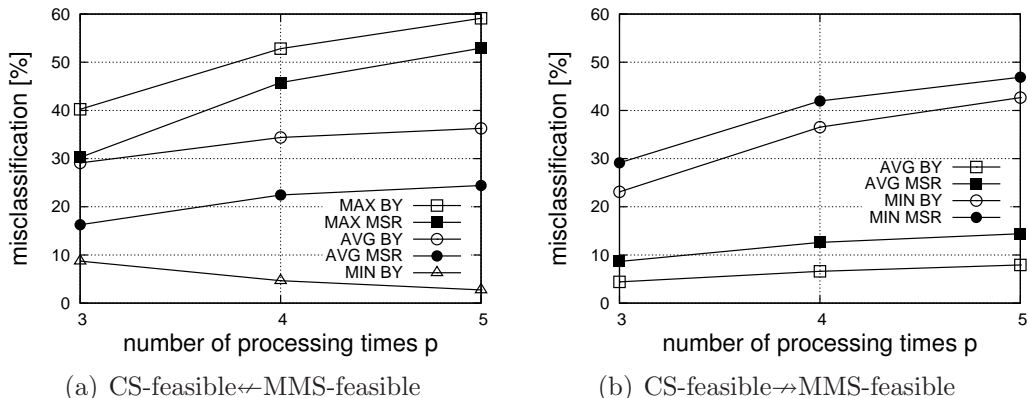 60
50
40
30
20
10
0
misclassification [%]
MAX BY
MAX MSR
AVG BY
AVG MSR
MIN BY
3 4 5
number of processing times p
(a) CS-feasible↚MMS-feasible
60
50
40
30
20
10
0
misclassification [%]
AVG BY
AVG MSR
MIN BY
MIN MSR
3 4 5
number of processing times p
(b) CS-feasible↛MMS-feasible